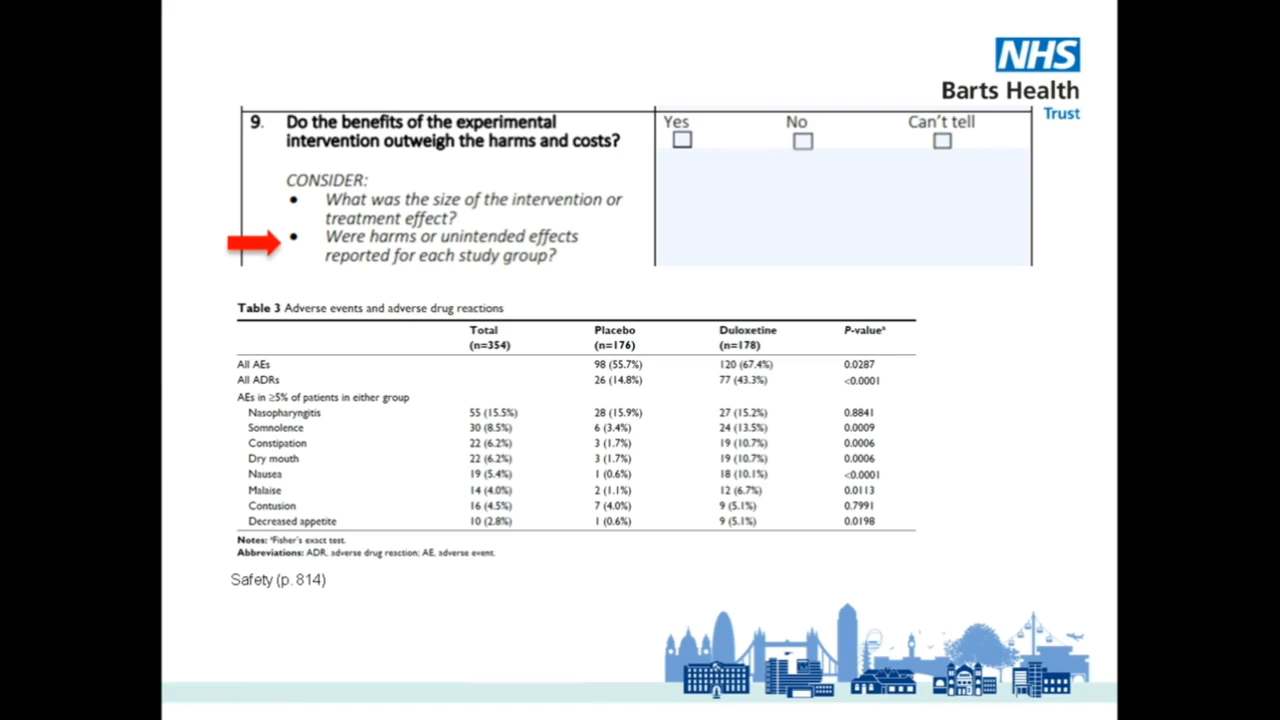 NHS
Barts Health
Trust
9. Do the benefits of the experimental intervention outweigh the harms and costs?
Yes No Can't tell
CONSIDER:
• What was the size of the intervention or treatment effect?
• Were harms or unintended effects reported for each study group?
Table 3 Adverse events and adverse drug reactions
Total Placebo Duloxetine P-valueᵃ
(n=354) (n=176) (n=178)
All AEs 98 (55.7%) 120 (67.4%) 0.0287
All ADRs 26 (14.8%) 77 (43.3%) <0.0001
AEs in ≥5% of patients in either group
Nasopharyngitis 55 (15.5%) 28 (15.9%) 27 (15.2%) 0.8841
Somnolence 30 (8.5%) 6 (3.4%) 24 (13.5%) 0.0009
Constipation 22 (6.2%) 3 (1.7%) 19 (10.7%) 0.0006
Dry mouth 22 (6.2%) 3 (1.7%) 19 (10.7%) 0.0006
Nausea 19 (5.4%) 1 (0.6%) 18 (10.1%) <0.0001
Malaise 14 (4.0%) 2 (1.1%) 12 (6.7%) 0.0113
Contusion 16 (4.5%) 7 (4.0%) 9 (5.1%) 0.7991
Decreased appetite 10 (2.8%) 1 (0.6%) 9 (5.1%) 0.0198
Notes: ᵃFisher's exact test.
Abbreviations: ADR, adverse drug reaction; AE, adverse event.
Safety (p. 814)